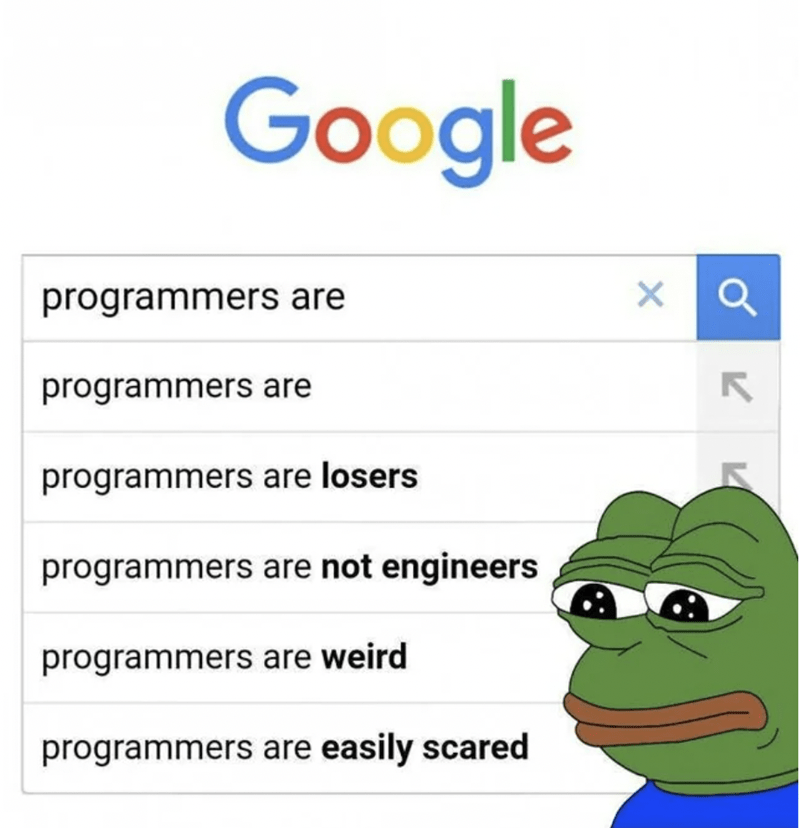 Google
programmers are
programmers are
programmers are losers
programmers are not engineers
programmers are weird
programmers are easily scared